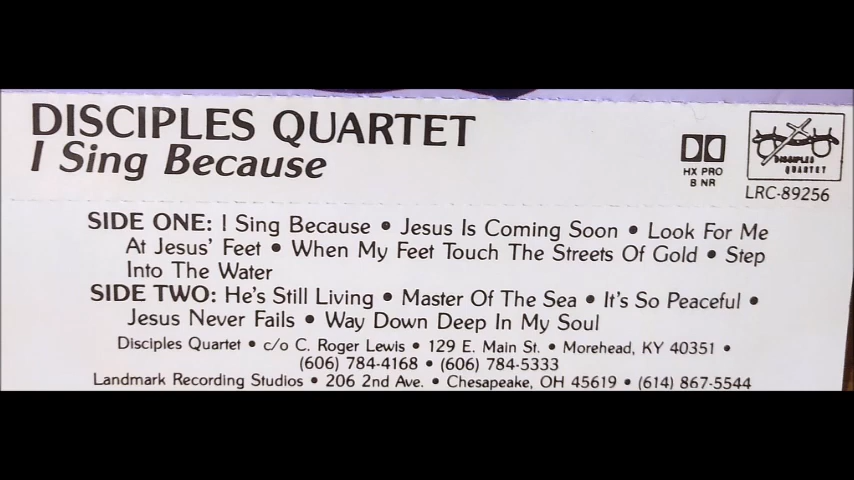 DISCIPLES QUARTET
I Sing Because
HX PRO
B NR
DISCIPLES
QUARTET
LRC-89256
SIDE ONE: I Sing Because • Jesus Is Coming Soon • Look For Me
At Jesus' Feet • When My Feet Touch The Streets Of Gold • Step
Into The Water
SIDE TWO: He's Still Living • Master Of The Sea • It's So Peaceful •
Jesus Never Fails • Way Down Deep In My Soul
Disciples Quartet • c/o C. Roger Lewis • 129 E. Main St. • Morehead, KY 40351 •
(606) 784-4168 • (606) 784-5333
Landmark Recording Studios • 206 2nd Ave. • Chesapeake, OH 45619 • (614) 867-5544